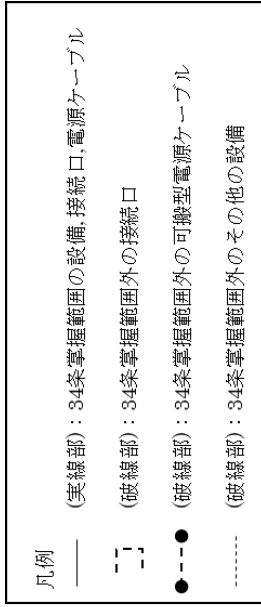 凡例
(実線部)：34条掌握範囲の設備,接続口,電源ケーブル
(破線部)：34条掌握範囲外の接続口
(破線部)：34条掌握範囲外の可搬型電源ケーブル
(破線部)：34条掌握範囲外のその他の設備